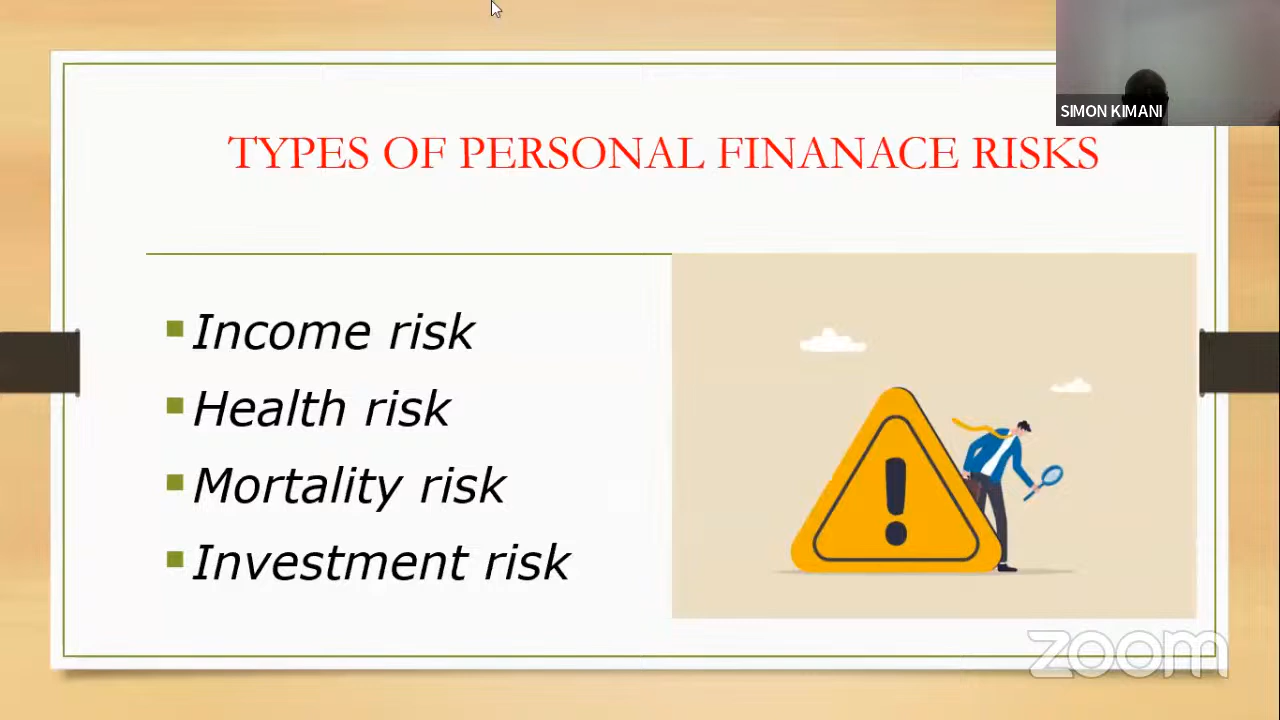 SIMON KIMANI
TYPES OF PERSONAL FINANACE RISKS
Income risk
Health risk
Mortality risk
Investment risk
zoom